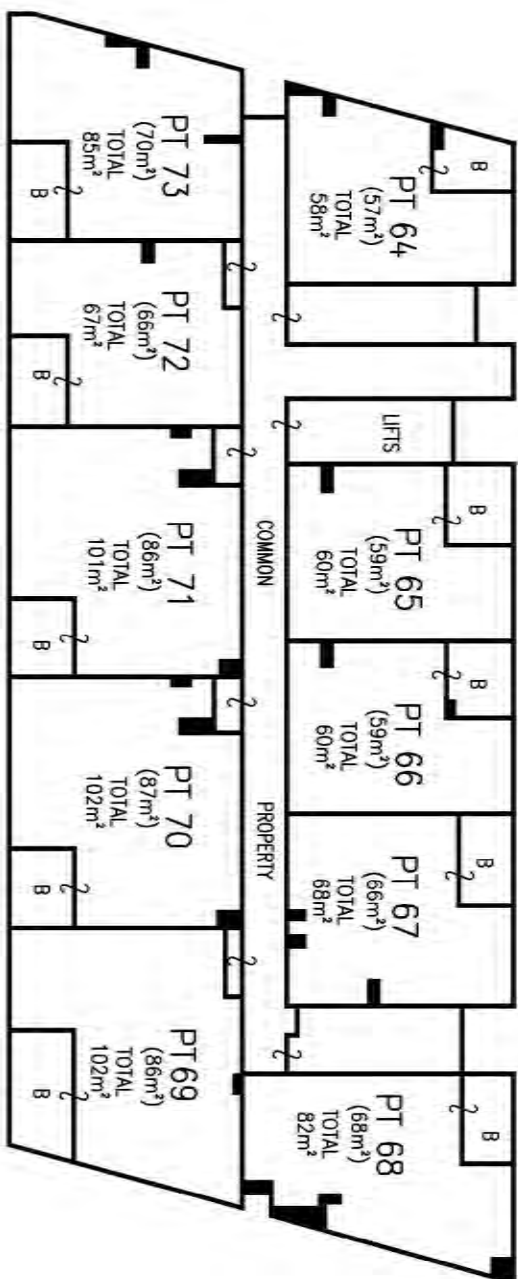 PT 73
(70m²)
TOTAL
85m²
B
PT 72
(66m²)
TOTAL
67m²
B
PT 71
(86m²)
TOTAL
101m²
B
PT 70
(87m²)
TOTAL
102m²
B
PT 69
(86m²)
TOTAL
102m²
B
COMMON
PROPERTY
PT 64
(57m²)
TOTAL
58m²
B
LIFTS
PT 65
(59m²)
TOTAL
60m²
B
PT 66
(59m²)
TOTAL
60m²
B
PT 67
(66m²)
TOTAL
68m²
B
PT 68
(68m²)
TOTAL
82m²
B